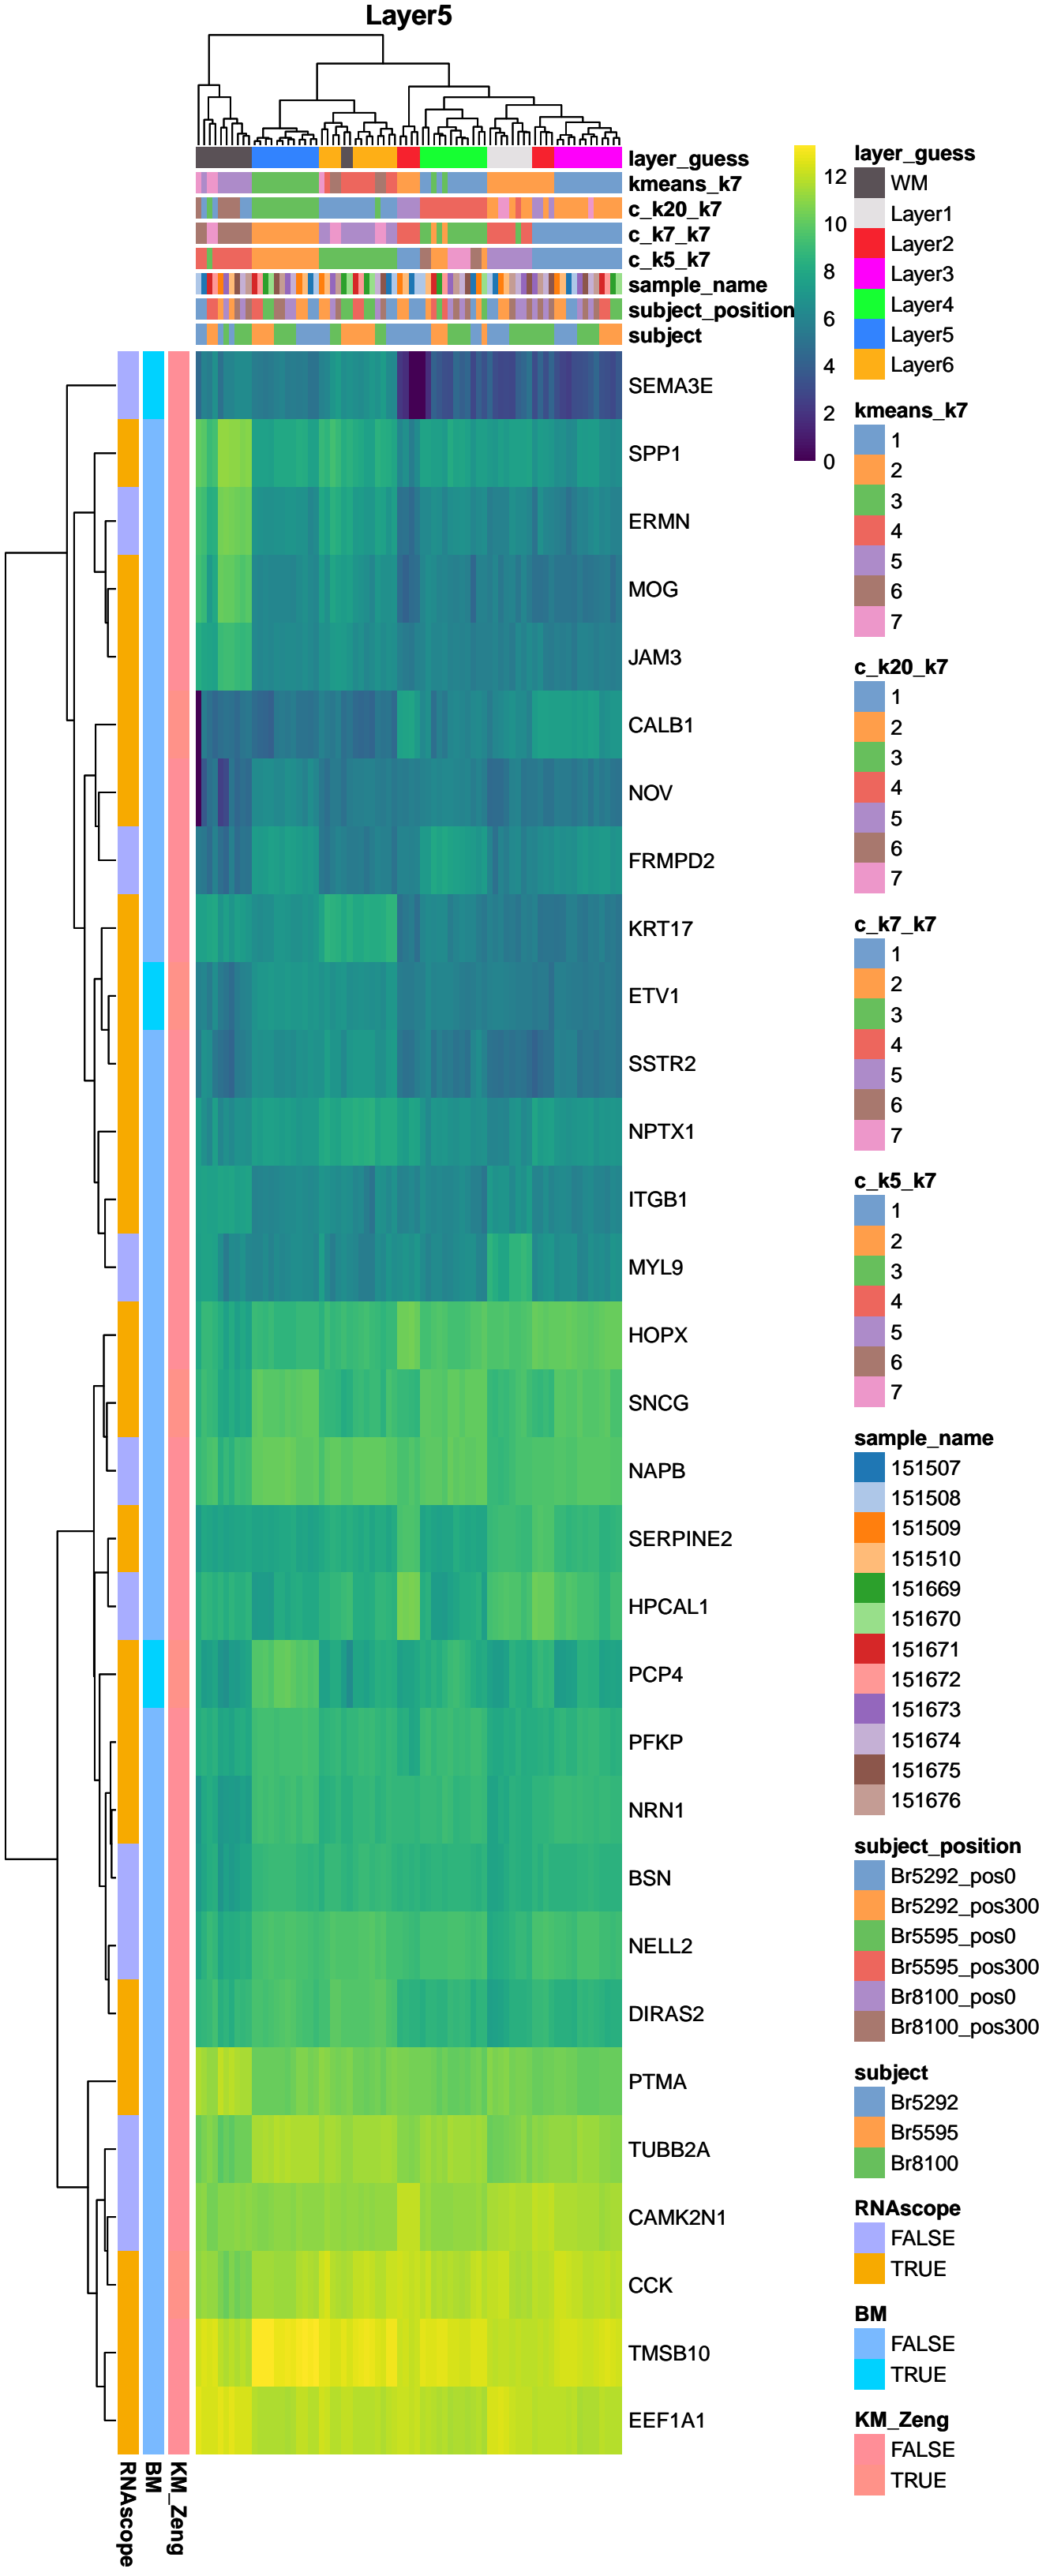 Layer5
layer_guess
kmeans_k7
c_k20_k7
c_k7_k7
c_k5_k7
sample_name
subject_position
subject
SEMA3E
SPP1
ERMN
MOG
JAM3
CALB1
NOV
FRMPD2
KRT17
ETV1
SSTR2
NPTX1
ITGB1
MYL9
HOPX
SNCG
NAPB
SERPINE2
HPCAL1
PCP4
PFKP
NRN1
BSN
NELL2
DIRAS2
PTMA
TUBB2A
CAMK2N1
CCK
TMSB10
EEF1A1
RNAscope
BM
KM_Zeng
12
10
8
6
4
2
0
layer_guess
WM
Layer1
Layer2
Layer3
Layer4
Layer5
Layer6
kmeans_k7
1
2
3
4
5
6
7
c_k20_k7
1
2
3
4
5
6
7
c_k7_k7
1
2
3
4
5
6
7
c_k5_k7
1
2
3
4
5
6
7
sample_name
151507
151508
151509
151510
151669
151670
151671
151672
151673
151674
151675
151676
subject_position
Br5292_pos0
Br5292_pos300
Br5595_pos0
Br5595_pos300
Br8100_pos0
Br8100_pos300
subject
Br5292
Br5595
Br8100
RNAscope
FALSE
TRUE
BM
FALSE
TRUE
KM_Zeng
FALSE
TRUE